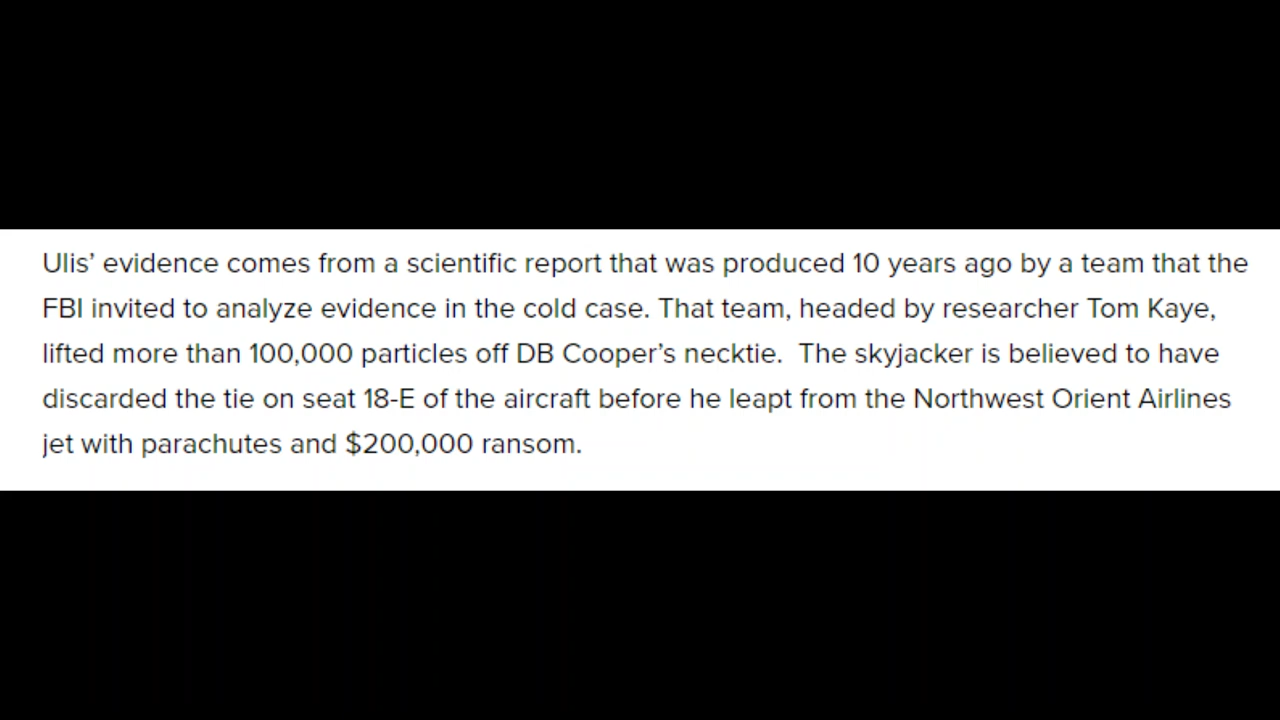 Ulis’ evidence comes from a scientific report that was produced 10 years ago by a team that the
FBI invited to analyze evidence in the cold case. That team, headed by researcher Tom Kaye,
lifted more than 100,000 particles off DB Cooper’s necktie.  The skyjacker is believed to have
discarded the tie on seat 18-E of the aircraft before he leapt from the Northwest Orient Airlines
jet with parachutes and $200,000 ransom.